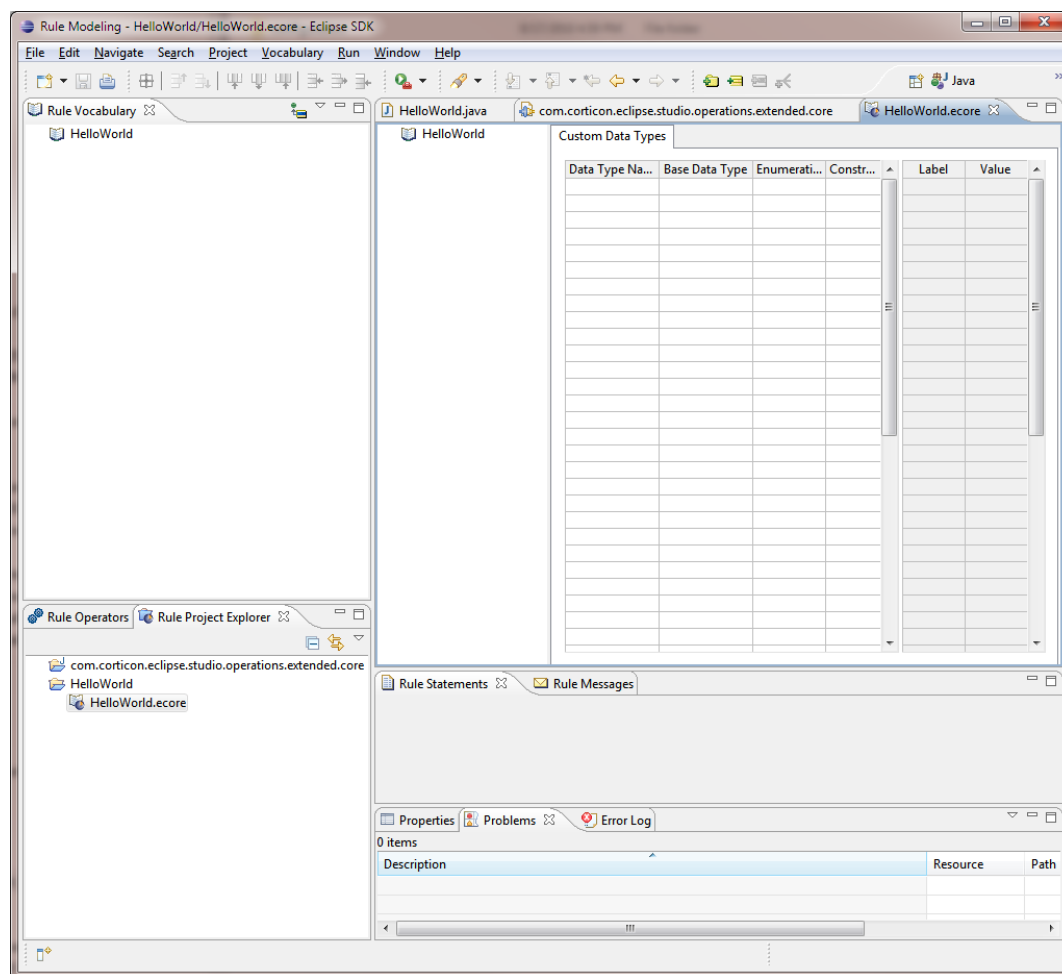 Rule Modeling - HelloWorld/HelloWorld.ecore - Eclipse SDK
File Edit Navigate Search Project Vocabulary Run Window Help
Java
»
Rule Vocabulary
HelloWorld
HelloWorld.java
com.corticon.eclipse.studio.operations.extended.core
HelloWorld.ecore
HelloWorld
Custom Data Types
Data Type Na... Base Data Type Enumerati... Constr...
Label Value
Rule Operators
Rule Project Explorer
com.corticon.eclipse.studio.operations.extended.core
HelloWorld
HelloWorld.ecore
Rule Statements
Rule Messages
Properties
Problems
Error Log
0 items
Description Resource Path